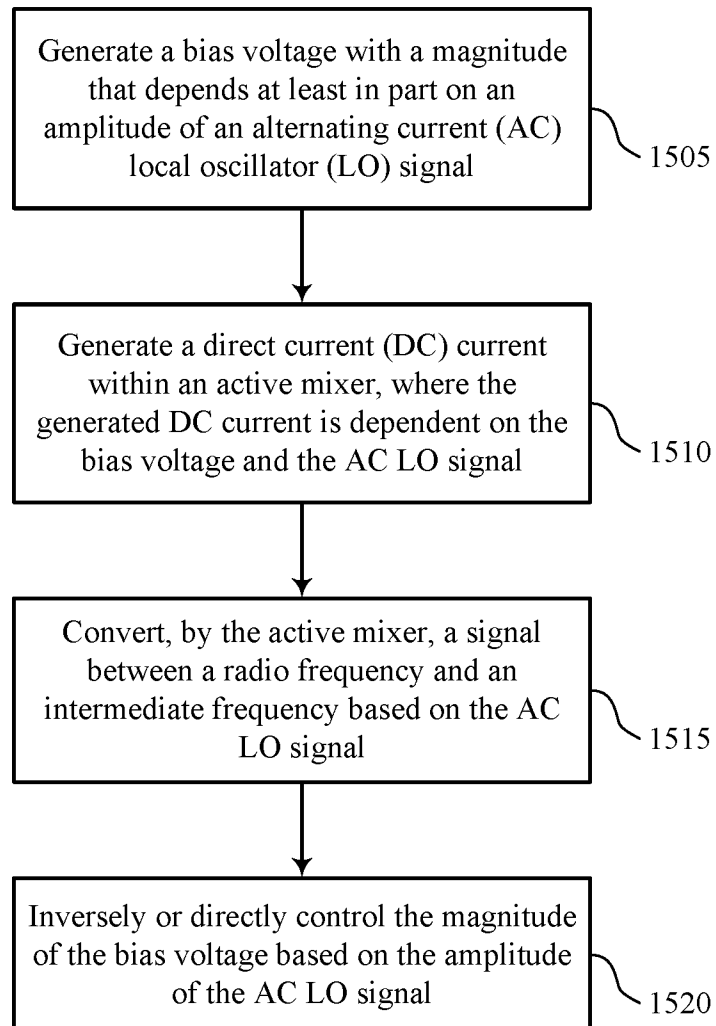 Generate a bias voltage with a magnitude
that depends at least in part on an
amplitude of an alternating current (AC)
local oscillator (LO) signal
1505
Generate a direct current (DC) current
within an active mixer, where the
generated DC current is dependent on the
bias voltage and the AC LO signal
1510
Convert, by the active mixer, a signal
between a radio frequency and an
intermediate frequency based on the AC
LO signal
1515
Inversely or directly control the magnitude
of the bias voltage based on the amplitude
of the AC LO signal
1520